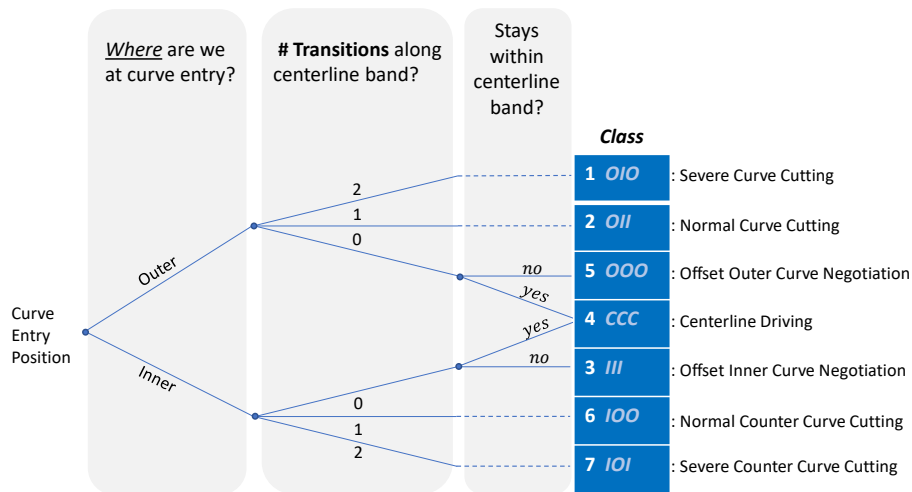 Where are we
at curve entry?
# Transitions along
centerline band?
Stays
within
centerline
band?
Class
2
1 OIO : Severe Curve Cutting
1
2 OII : Normal Curve Cutting
0
Outer
no
5 OOO : Offset Outer Curve Negotiation
yes
Curve
Entry
Position
4 CCC : Centerline Driving
yes
no
3 III : Offset Inner Curve Negotiation
Inner
0
6 IOO : Normal Counter Curve Cutting
1
2
7 IOI : Severe Counter Curve Cutting